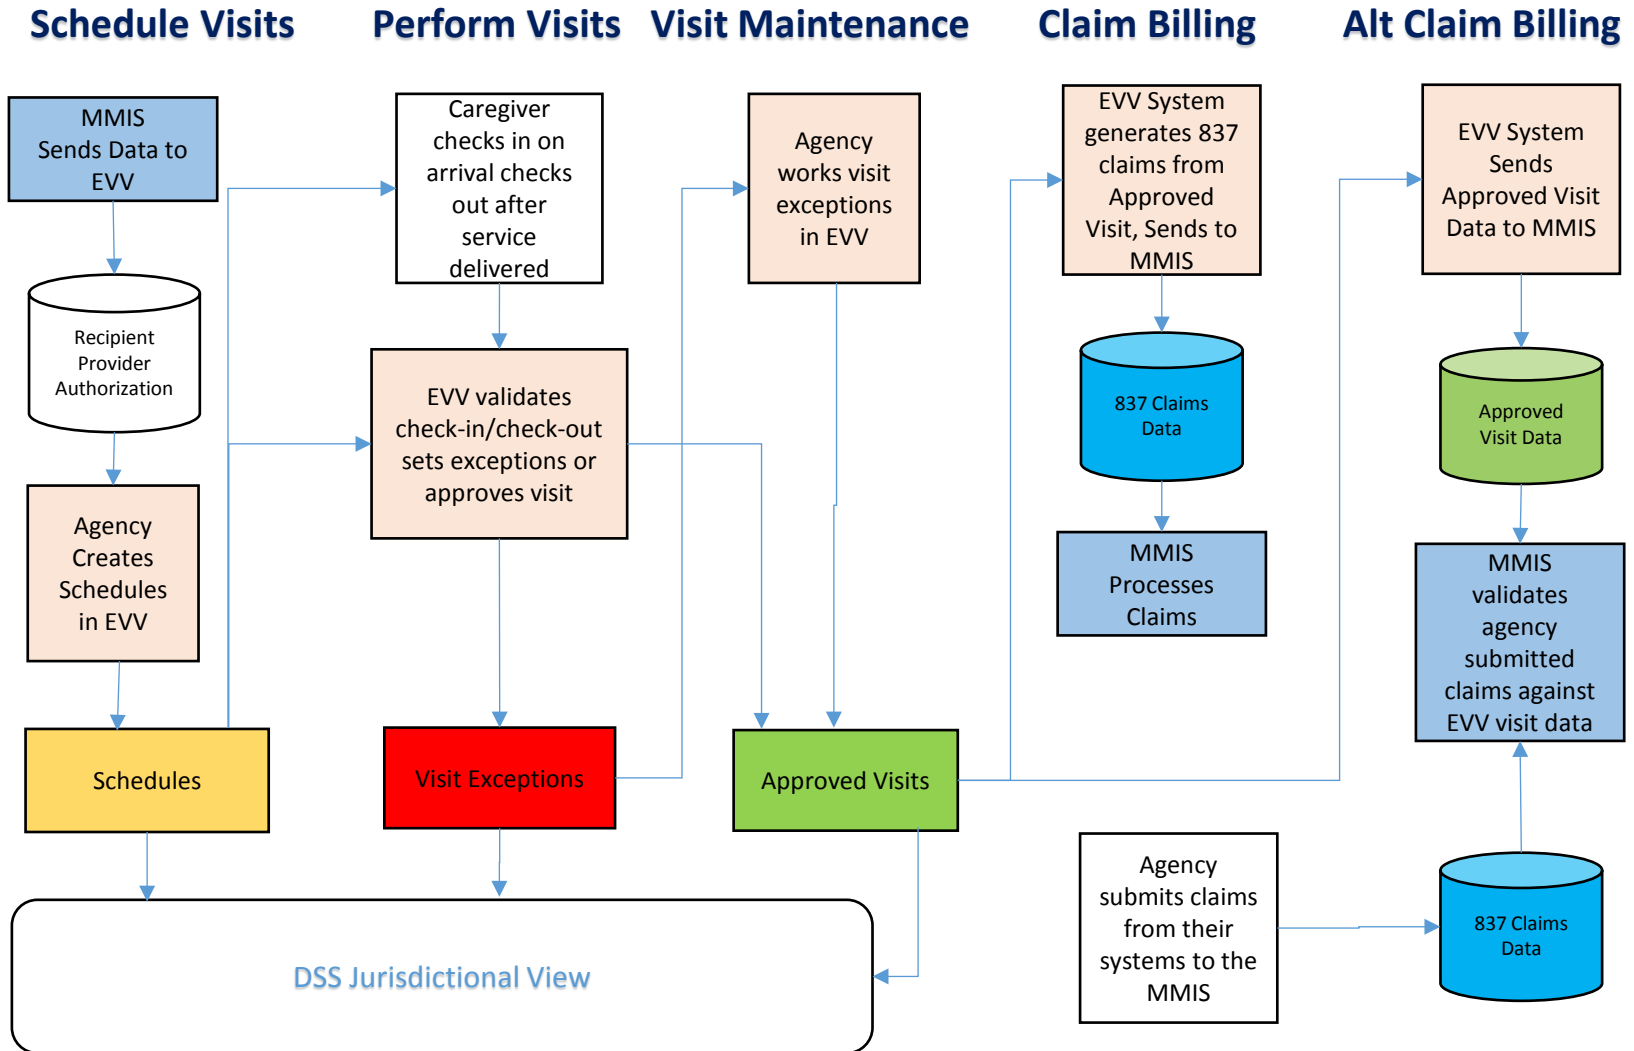 Schedule Visits
Perform Visits
Visit Maintenance
Claim Billing
Alt Claim Billing
MMIS
Sends Data to
EVV
Recipient
Provider
Authorization
Agency
Creates
Schedules
in EVV
Schedules
Caregiver
checks in on
arrival checks
out after
service
delivered
EVV validates
check-in/check-out
sets exceptions or
approves visit
Visit Exceptions
Agency
works visit
exceptions
in EVV
Approved Visits
EVV System
generates 837
claims from
Approved
Visit, Sends to
MMIS
837 Claims
Data
MMIS
Processes
Claims
EVV System
Sends
Approved Visit
Data to MMIS
Approved
Visit Data
MMIS
validates
agency
submitted
claims against
EVV visit data
Agency
submits claims
from their
systems to the
MMIS
837 Claims
Data
DSS Jurisdictional View